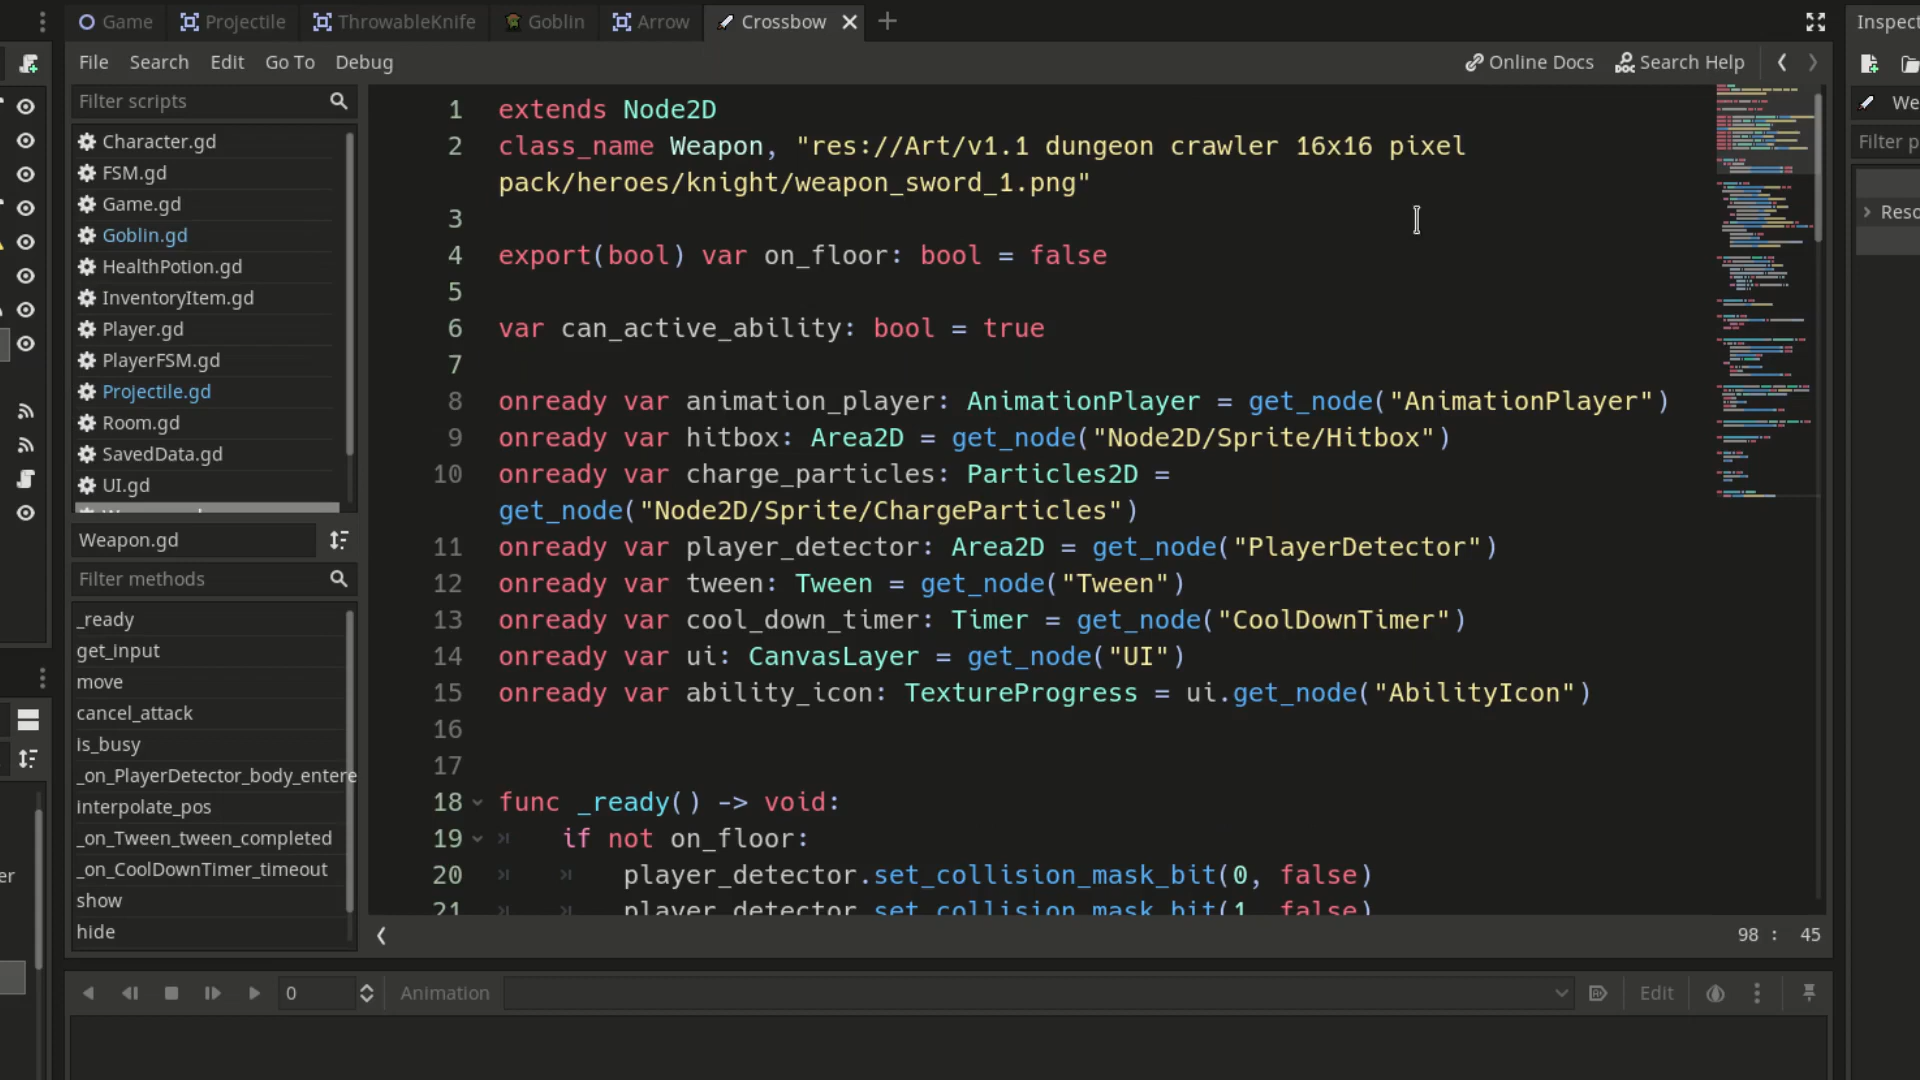 Game Projectile ThrowableKnife Goblin Arrow Crossbow
Inspect
File Search Edit Go To Debug Online Docs Search Help
Filter scripts
Character.gd
FSM.gd
Game.gd
Goblin.gd
HealthPotion.gd
InventoryItem.gd
Player.gd
PlayerFSM.gd
Projectile.gd
Room.gd
SavedData.gd
UI.gd
Weapon.gd
Filter methods
_ready
get_input
move
cancel_attack
is_busy
_on_PlayerDetector_body_entere
interpolate_pos
_on_Tween_tween_completed
_on_CoolDownTimer_timeout
show
hide
1 extends Node2D
2 class_name Weapon, "res://Art/v1.1 dungeon crawler 16x16 pixel
pack/heroes/knight/weapon_sword_1.png"
3
4 export(bool) var on_floor: bool = false
5
6 var can_active_ability: bool = true
7
8 onready var animation_player: AnimationPlayer = get_node("AnimationPlayer")
9 onready var hitbox: Area2D = get_node("Node2D/Sprite/Hitbox")
10 onready var charge_particles: Particles2D =
get_node("Node2D/Sprite/ChargeParticles")
11 onready var player_detector: Area2D = get_node("PlayerDetector")
12 onready var tween: Tween = get_node("Tween")
13 onready var cool_down_timer: Timer = get_node("CoolDownTimer")
14 onready var ui: CanvasLayer = get_node("UI")
15 onready var ability_icon: TextureProgress = ui.get_node("AbilityIcon")
16
17
18 func _ready() -> void:
19 if not on_floor:
20 player_detector.set_collision_mask_bit(0, false)
21 player_detector.set_collision_mask_bit(1, false)
98 : 45
We
Filter p
Reso
er
0 Animation Edit